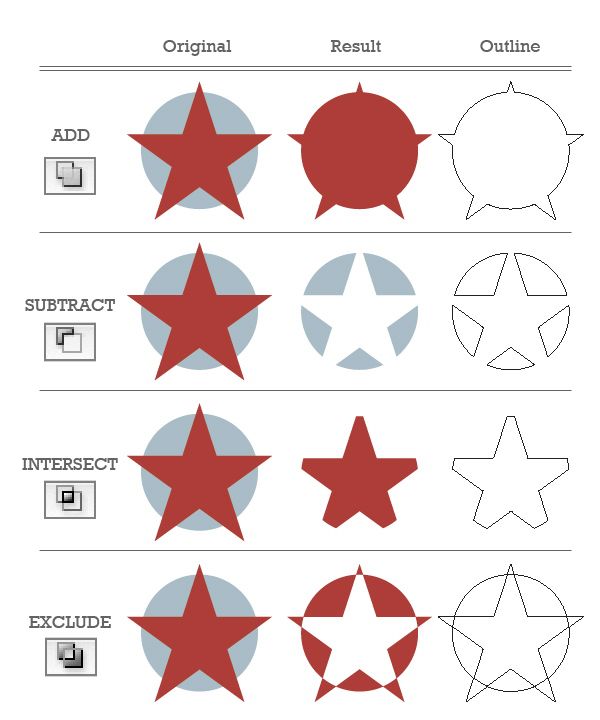 Original Result Outline
ADD
SUBTRACT
INTERSECT
EXCLUDE